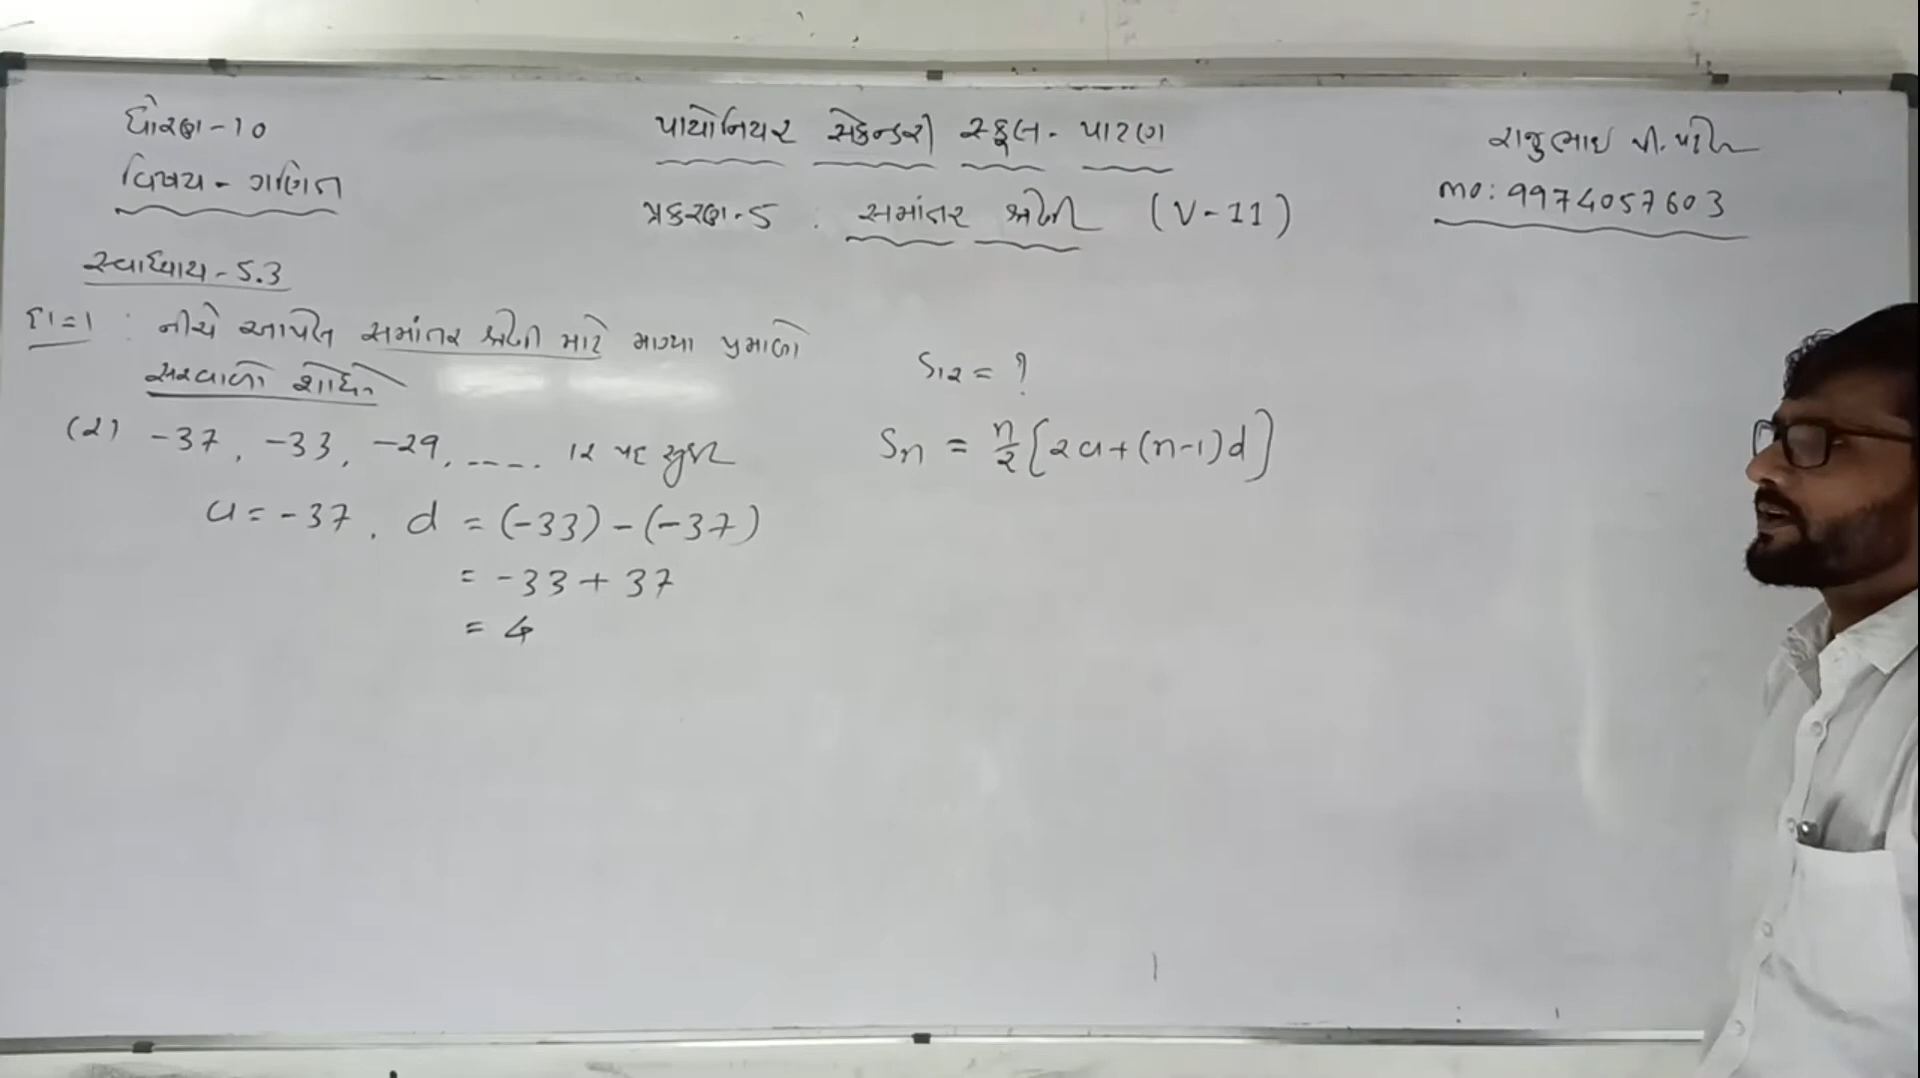 ધોરણ-10
વિષય - ગણિત
પાયોનિયર સેકન્ડરી સ્કૂલ - પાટણ
પ્રકરણ-5 : સમાંતર શ્રેણી (V-11)
રાજુભાઇ પી.
mo: 9974057603
સ્વાધ્યાય-5.3
દા=1 : નીચે આપેલ સમાંતર શ્રેણી માટે માગ્યા પ્રમાણે
સરવાળો શોધો
(2) -37, -33, -29, ..... 12 પદ સુધી
a = -37, d = (-33) - (-37)
= -33 + 37
= 4
S12 = ?
Sn = n/2 [2a + (n-1)d]